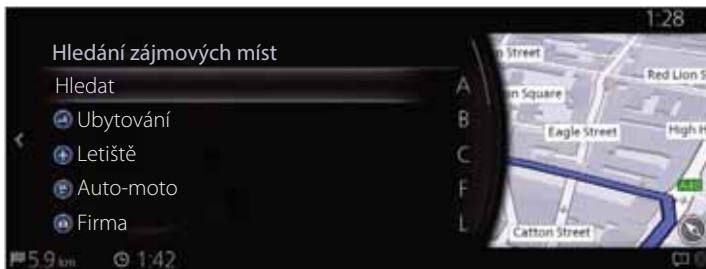 1:28
Hledání zájmových míst
Hledat
A
Ubytování
B
Letiště
C
Auto-moto
F
Firma
L
5.9 km
1:42
Street
Red Lion S
Square
Eagle Street
High H
Catton Street